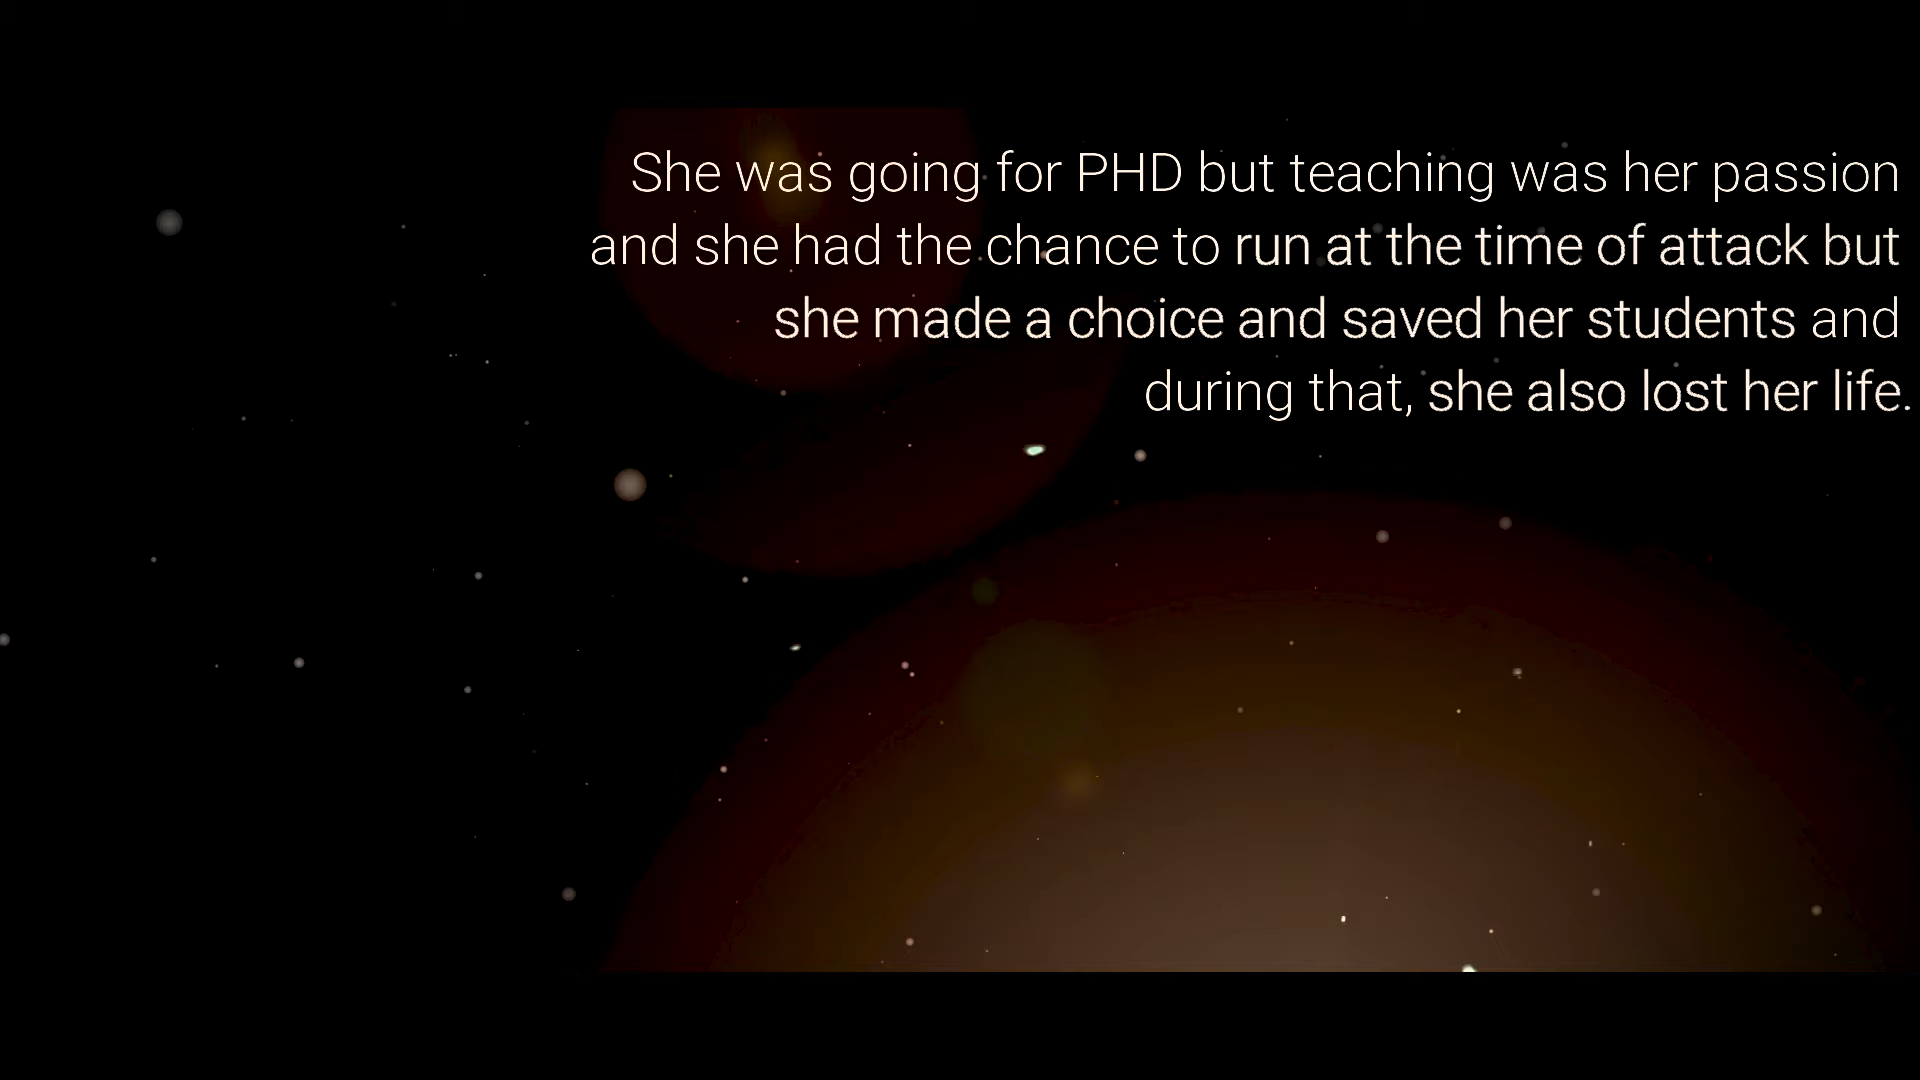 She was going for PHD but teaching was her passion
and she had the chance to run at the time of attack but
she made a choice and saved her students and
during that, she also lost her life.